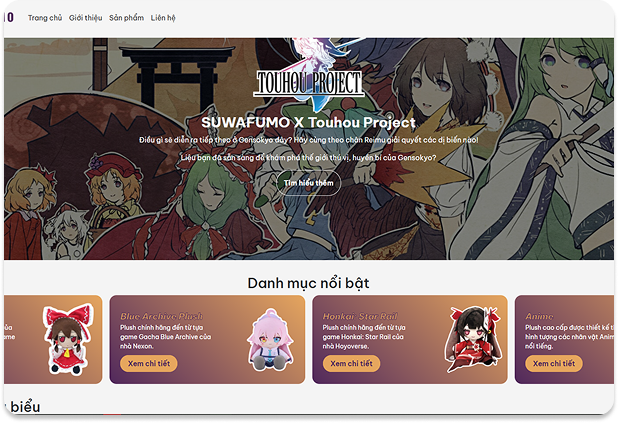 Trang chủ Giới thiệu Sản phẩm Liên hệ
TOUHOU PROJECT
SUWAFUMO X Touhou Project
Điều gì sẽ diễn ra tiếp theo ở Gensokyo đây? Hãy cùng theo chân Reimu giải quyết các dị biến nào!
Liệu bạn đã sẵn sàng để khám phá thế giới thú vị, huyền bí của Gensokyo?
Tìm hiểu thêm
Danh mục nổi bật
của
ame
Blue Archive Plush
Plush chính hãng đến từ tựa
game Gacha Blue Archive của
nhà Nexon.
Xem chi tiết
Honkai: Star Rail
Plush chính hãng đến từ tựa
game Honkai: Star Rail của
nhà Hoyoverse.
Xem chi tiết
Anime
Plush cao cấp được thiết kế t
hình tượng các nhân vật Anim
nổi tiếng.
Xem chi tiết
biểu